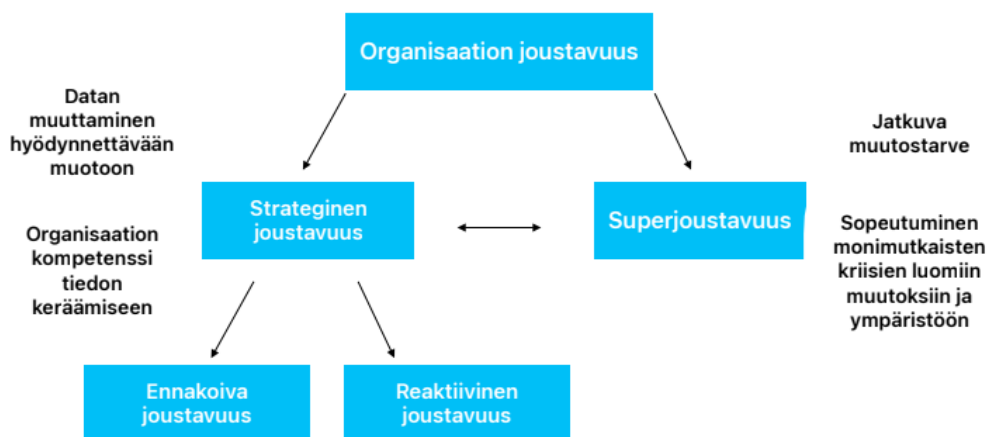 Organisaation joustavuus
Datan
muuttaminen
hyödynnettävään
muotoon
Jatkuva
muutostarve
Strateginen
joustavuus
Superjoustavuus
Organisaation
kompetenssi
tiedon
keräämiseen
Sopeutuminen
monimutkaisten
kriisien luomiin
muutoksiin ja
ympäristöön
Ennakoiva
joustavuus
Reaktiivinen
joustavuus